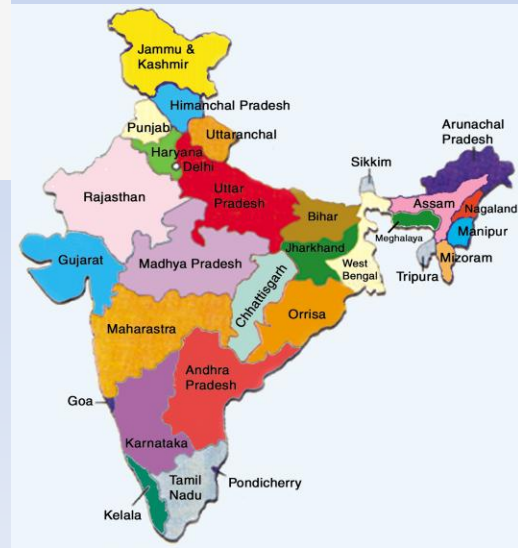 Jammu &
Kashmir
Himanchal Pradesh
Punjab
Uttaranchal
Haryana
Delhi
Arunachal
Pradesh
Sikkim
Rajasthan
Uttar
Pradesh
Assam
Nagaland
Bihar
Meghalaya
Manipur
Gujarat
Madhya Pradesh
Jharkhand
West
Bengal
Mizoram
Tripura
Chhattisgarh
Maharastra
Orrisa
Andhra
Pradesh
Goa
Karnataka
Tamil
Nadu
Pondicherry
Kelala